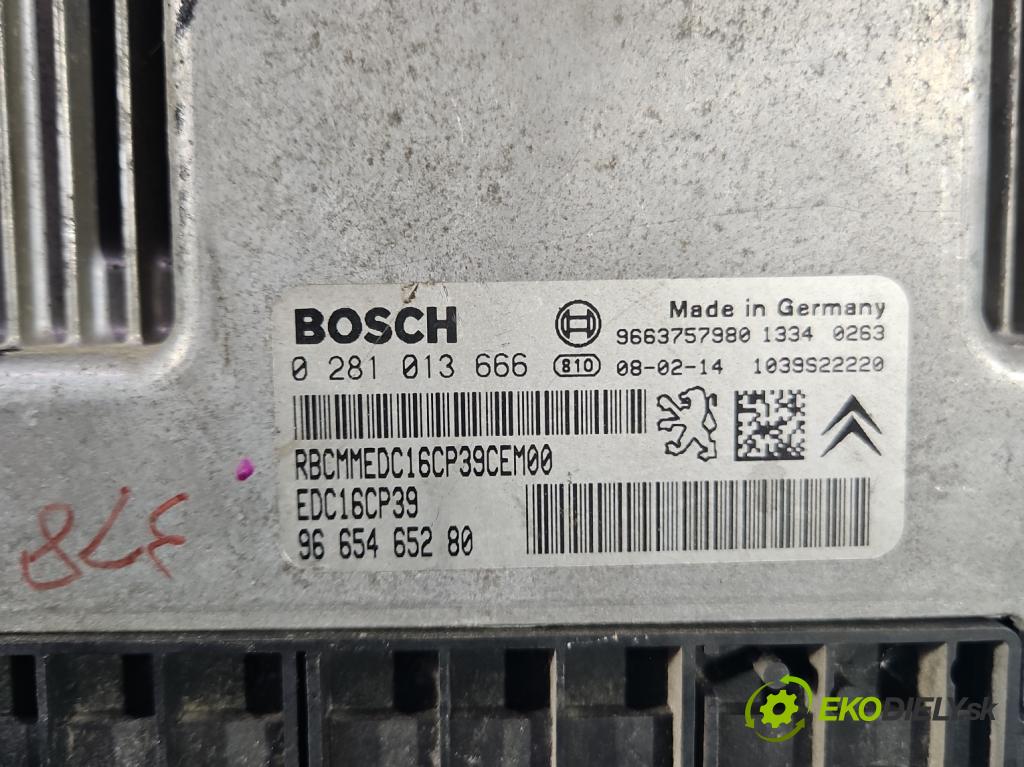 BOSCH
Made in Germany
9663757980 1334 0263
0 281 013 666
810
08-02-14 1039S22220
RBCMMEDC16CP39CEM00
EDC16CP39
96 654 652 80
EKODIELY.sk